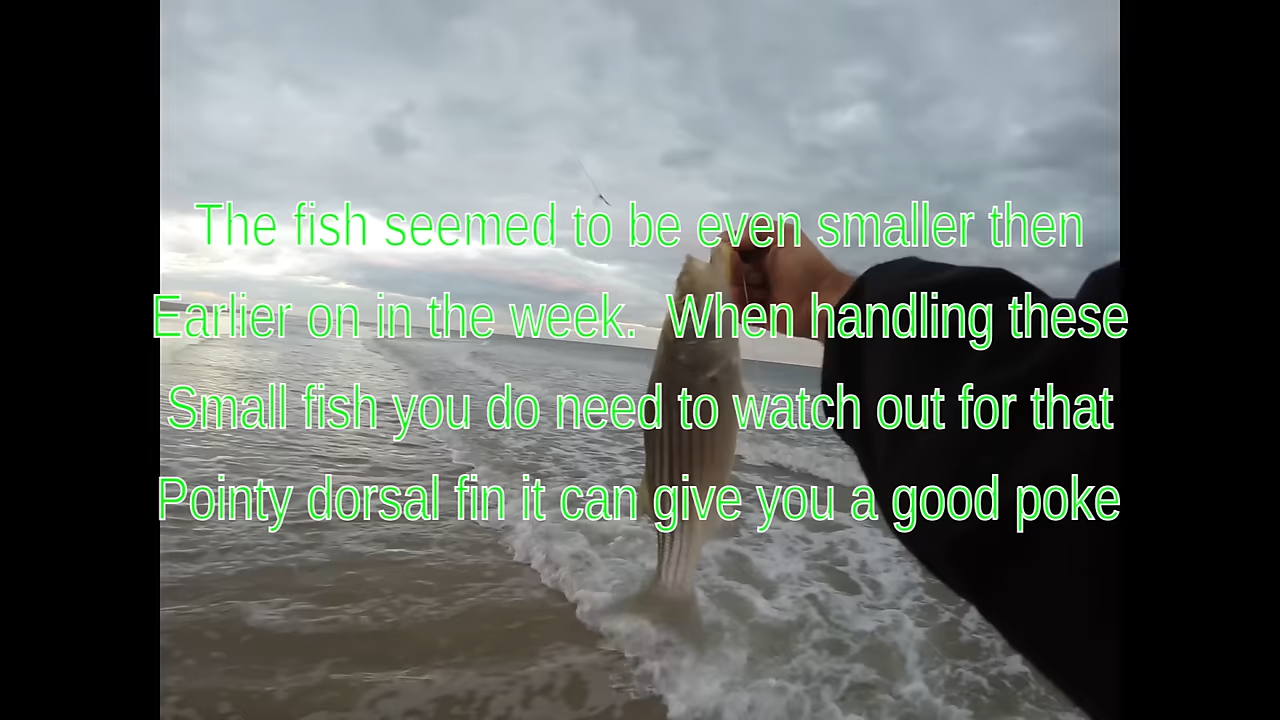 The fish seemed to be even smaller then
Earlier on in the week.  When handling these
Small fish you do need to watch out for that
Pointy dorsal fin it can give you a good poke